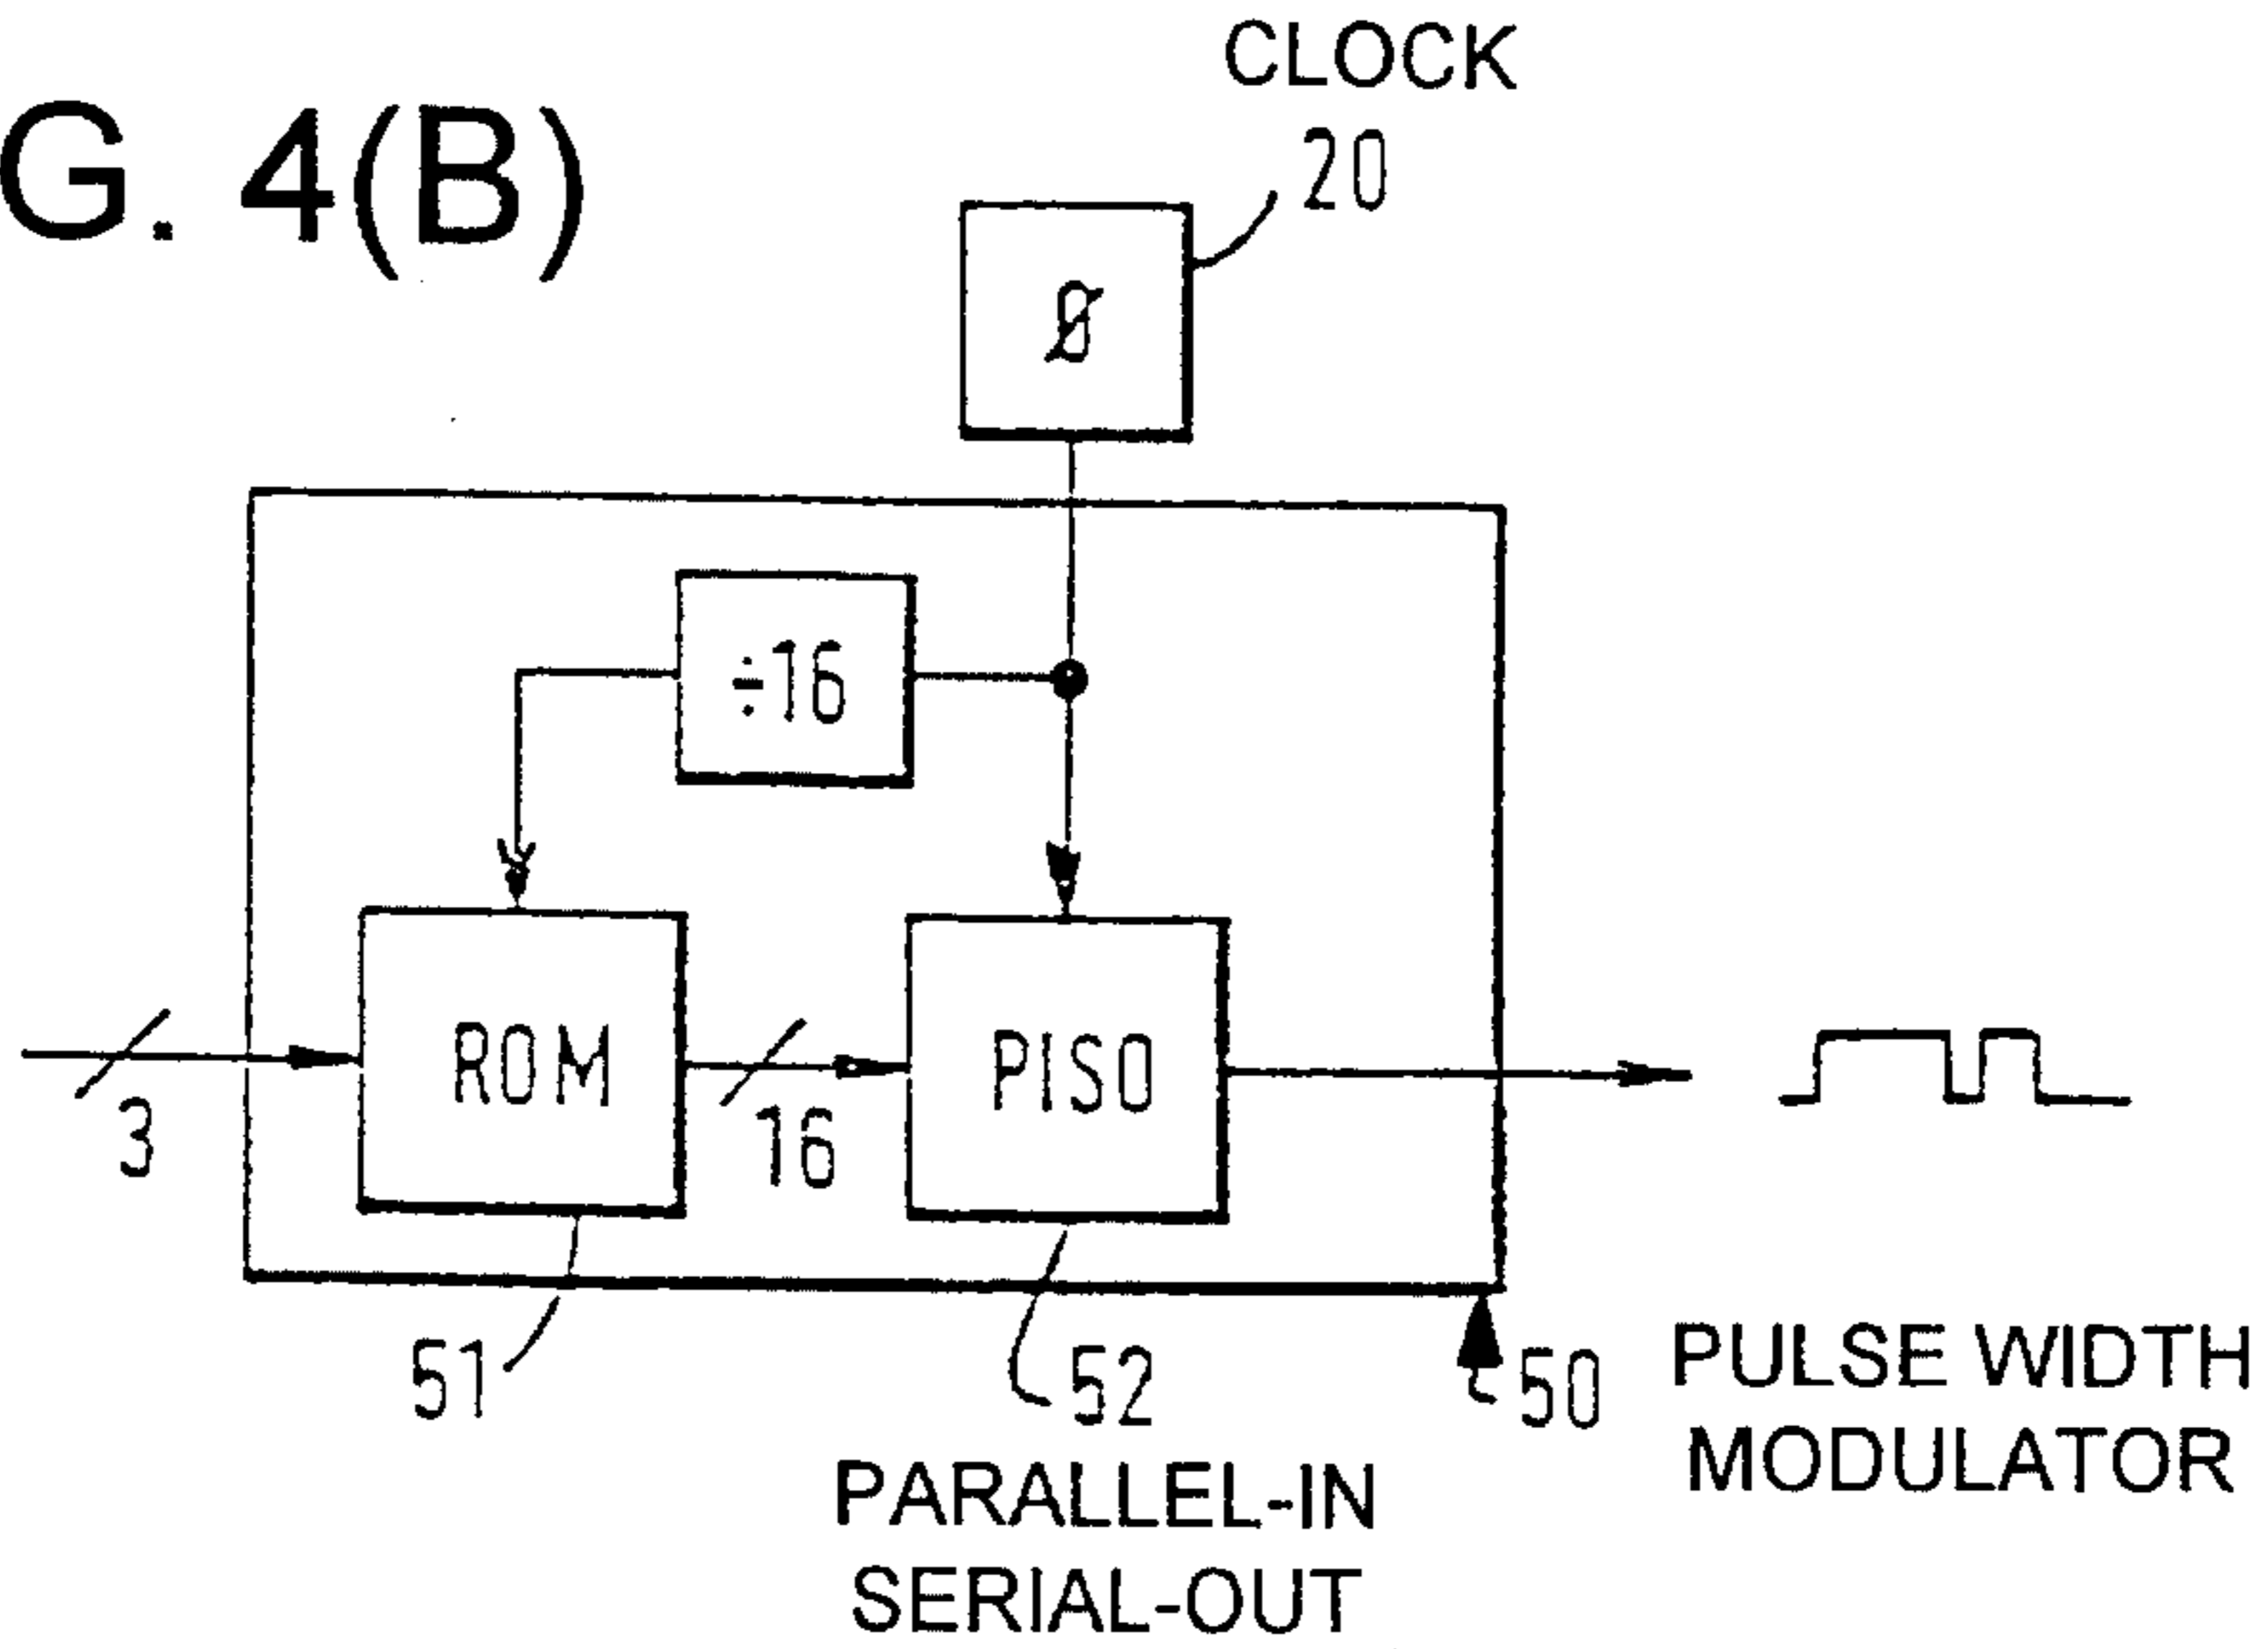 G. 4(B)
CLOCK
20
Ø
÷16
ROM
PISO
3
16
51
52
50
PULSE WIDTH
MODULATOR
PARALLEL-IN
SERIAL-OUT